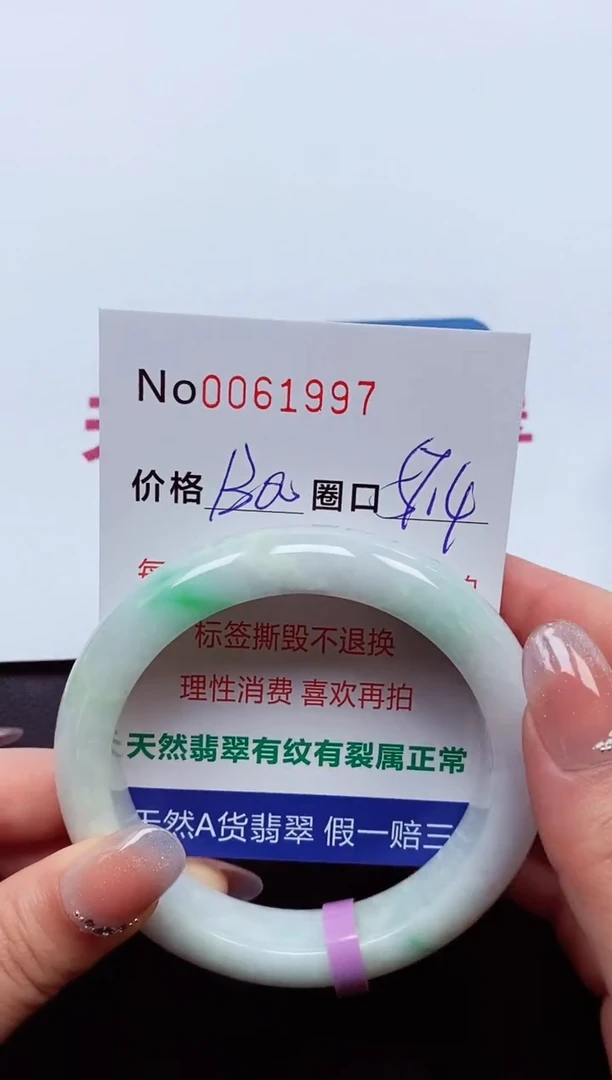 No0061997
价格 圈口
每
标签撕毁不退换
理性消费 喜欢再拍
天然翡翠有纹有裂属正常
天然A货翡翠 假一赔三